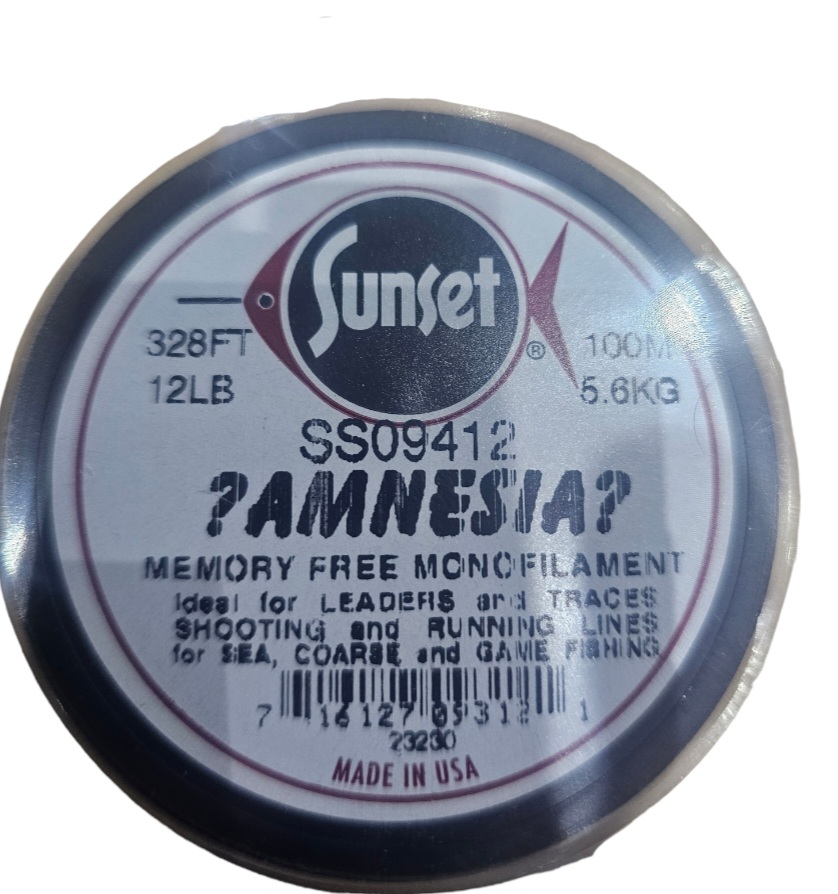 Sunset
®
328FT 100M
12LB 5.6KG
SS09412
?AMNESIA?
MEMORY FREE MONOFILAMENT
Ideal for LEADERS and TRACES
SHOOTING and RUNNING LINES
for SEA, COARSE and GAME FISHING
7 16127 09312 1
23230
MADE IN USA